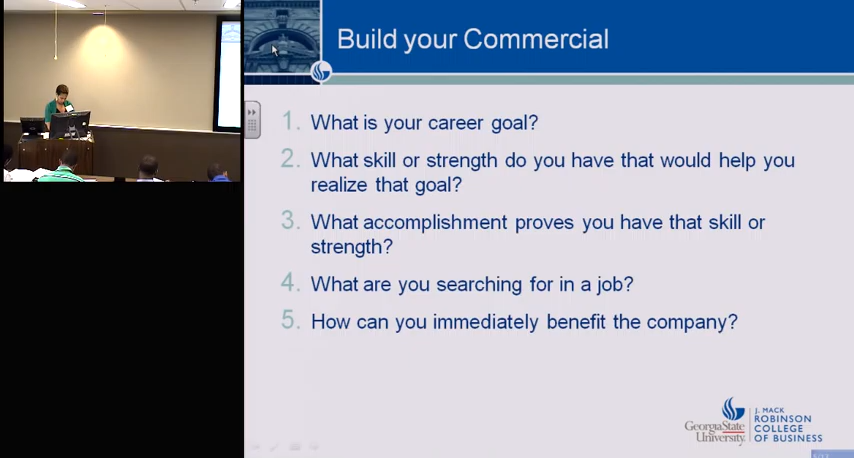 Build your Commercial
1. What is your career goal?
2. What skill or strength do you have that would help you
realize that goal?
3. What accomplishment proves you have that skill or
strength?
4. What are you searching for in a job?
5. How can you immediately benefit the company?
GeorgiaState
University
J. MACK
ROBINSON
COLLEGE
OF BUSINESS